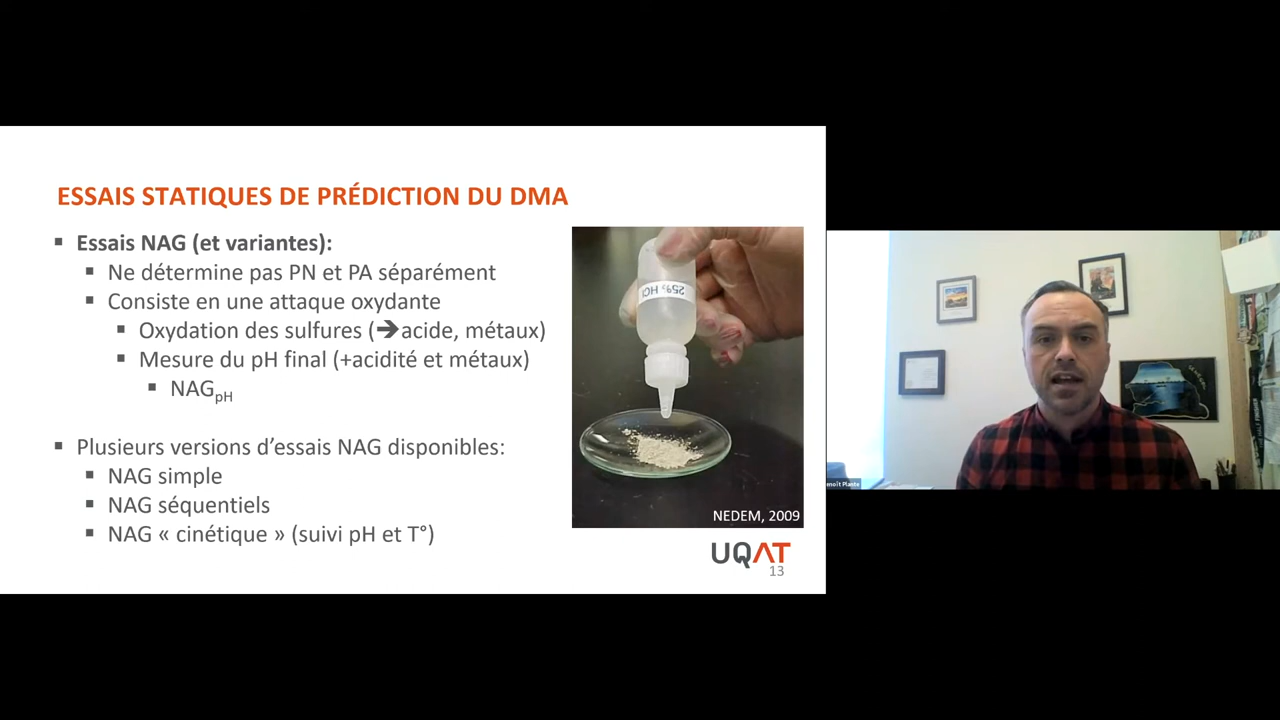 ESSAIS STATIQUES DE PRÉDICTION DU DMA
▪ Essais NAG (et variantes):
▪ Ne détermine pas PN et PA séparément
▪ Consiste en une attaque oxydante
▪ Oxydation des sulfures (➔acide, métaux)
▪ Mesure du pH final (+acidité et métaux)
▪ NAGpH
▪ Plusieurs versions d’essais NAG disponibles:
▪ NAG simple
▪ NAG séquentiels
▪ NAG « cinétique » (suivi pH et T°)
25% HCl
NEDEM, 2009
UQAT
13
enoît Plante